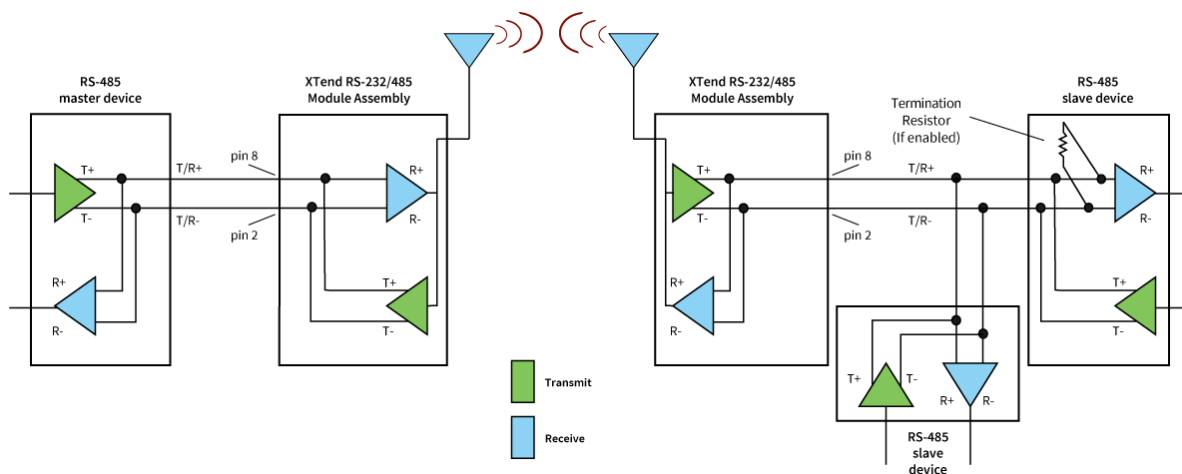 RS-485
master device
XTend RS-232/485
Module Assembly
T+
T-
R+
R-
T/R+
T/R-
pin 8
pin 2
R+
R-
T+
T-
XTend RS-232/485
Module Assembly
T+
T-
R+
R-
pin 8
pin 2
T/R+
T/R-
Termination
Resistor
(If enabled)
RS-485
slave device
R+
R-
T+
T-
T+
T-
R+
R-
RS-485
slave
device
Transmit
Receive